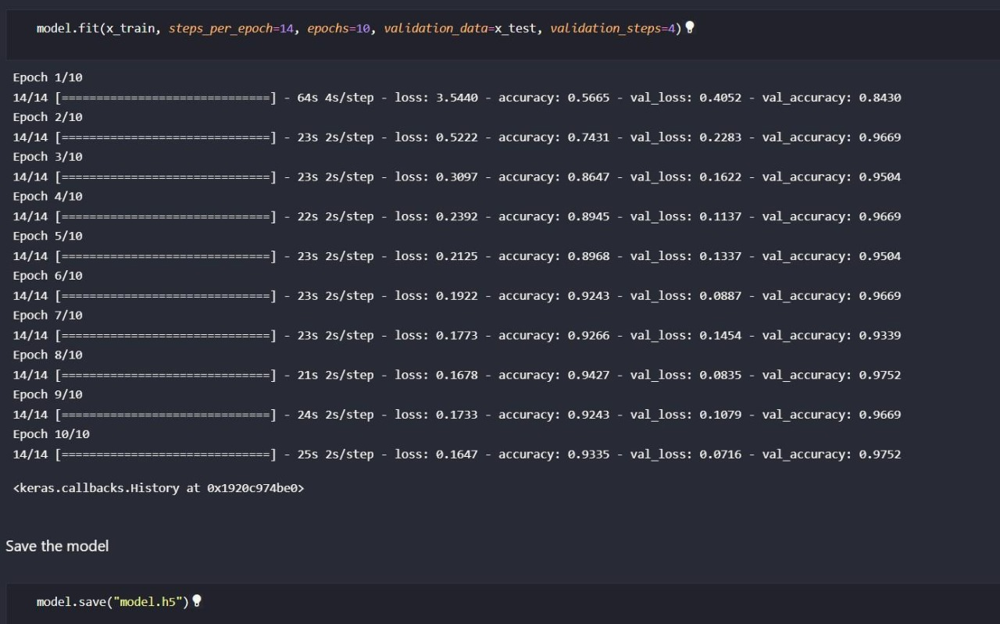 model.fit(x_train, steps_per_epoch=14, epochs=10, validation_data=x_test, validation_steps=4)
Epoch 1/10
14/14 [==============================] - 64s 4s/step - loss: 3.5440 - accuracy: 0.5665 - val_loss: 0.4052 - val_accuracy: 0.8430
Epoch 2/10
14/14 [==============================] - 23s 2s/step - loss: 0.5222 - accuracy: 0.7431 - val_loss: 0.2283 - val_accuracy: 0.9669
Epoch 3/10
14/14 [==============================] - 23s 2s/step - loss: 0.3097 - accuracy: 0.8647 - val_loss: 0.1622 - val_accuracy: 0.9504
Epoch 4/10
14/14 [==============================] - 22s 2s/step - loss: 0.2392 - accuracy: 0.8945 - val_loss: 0.1137 - val_accuracy: 0.9669
Epoch 5/10
14/14 [==============================] - 23s 2s/step - loss: 0.2125 - accuracy: 0.8968 - val_loss: 0.1337 - val_accuracy: 0.9504
Epoch 6/10
14/14 [==============================] - 23s 2s/step - loss: 0.1922 - accuracy: 0.9243 - val_loss: 0.0887 - val_accuracy: 0.9669
Epoch 7/10
14/14 [==============================] - 23s 2s/step - loss: 0.1773 - accuracy: 0.9266 - val_loss: 0.1454 - val_accuracy: 0.9339
Epoch 8/10
14/14 [==============================] - 21s 2s/step - loss: 0.1678 - accuracy: 0.9427 - val_loss: 0.0835 - val_accuracy: 0.9752
Epoch 9/10
14/14 [==============================] - 24s 2s/step - loss: 0.1733 - accuracy: 0.9243 - val_loss: 0.1079 - val_accuracy: 0.9669
Epoch 10/10
14/14 [==============================] - 25s 2s/step - loss: 0.1647 - accuracy: 0.9335 - val_loss: 0.0716 - val_accuracy: 0.9752
<keras.callbacks.History at 0x1920c974be0>
Save the model
model.save("model.h5")